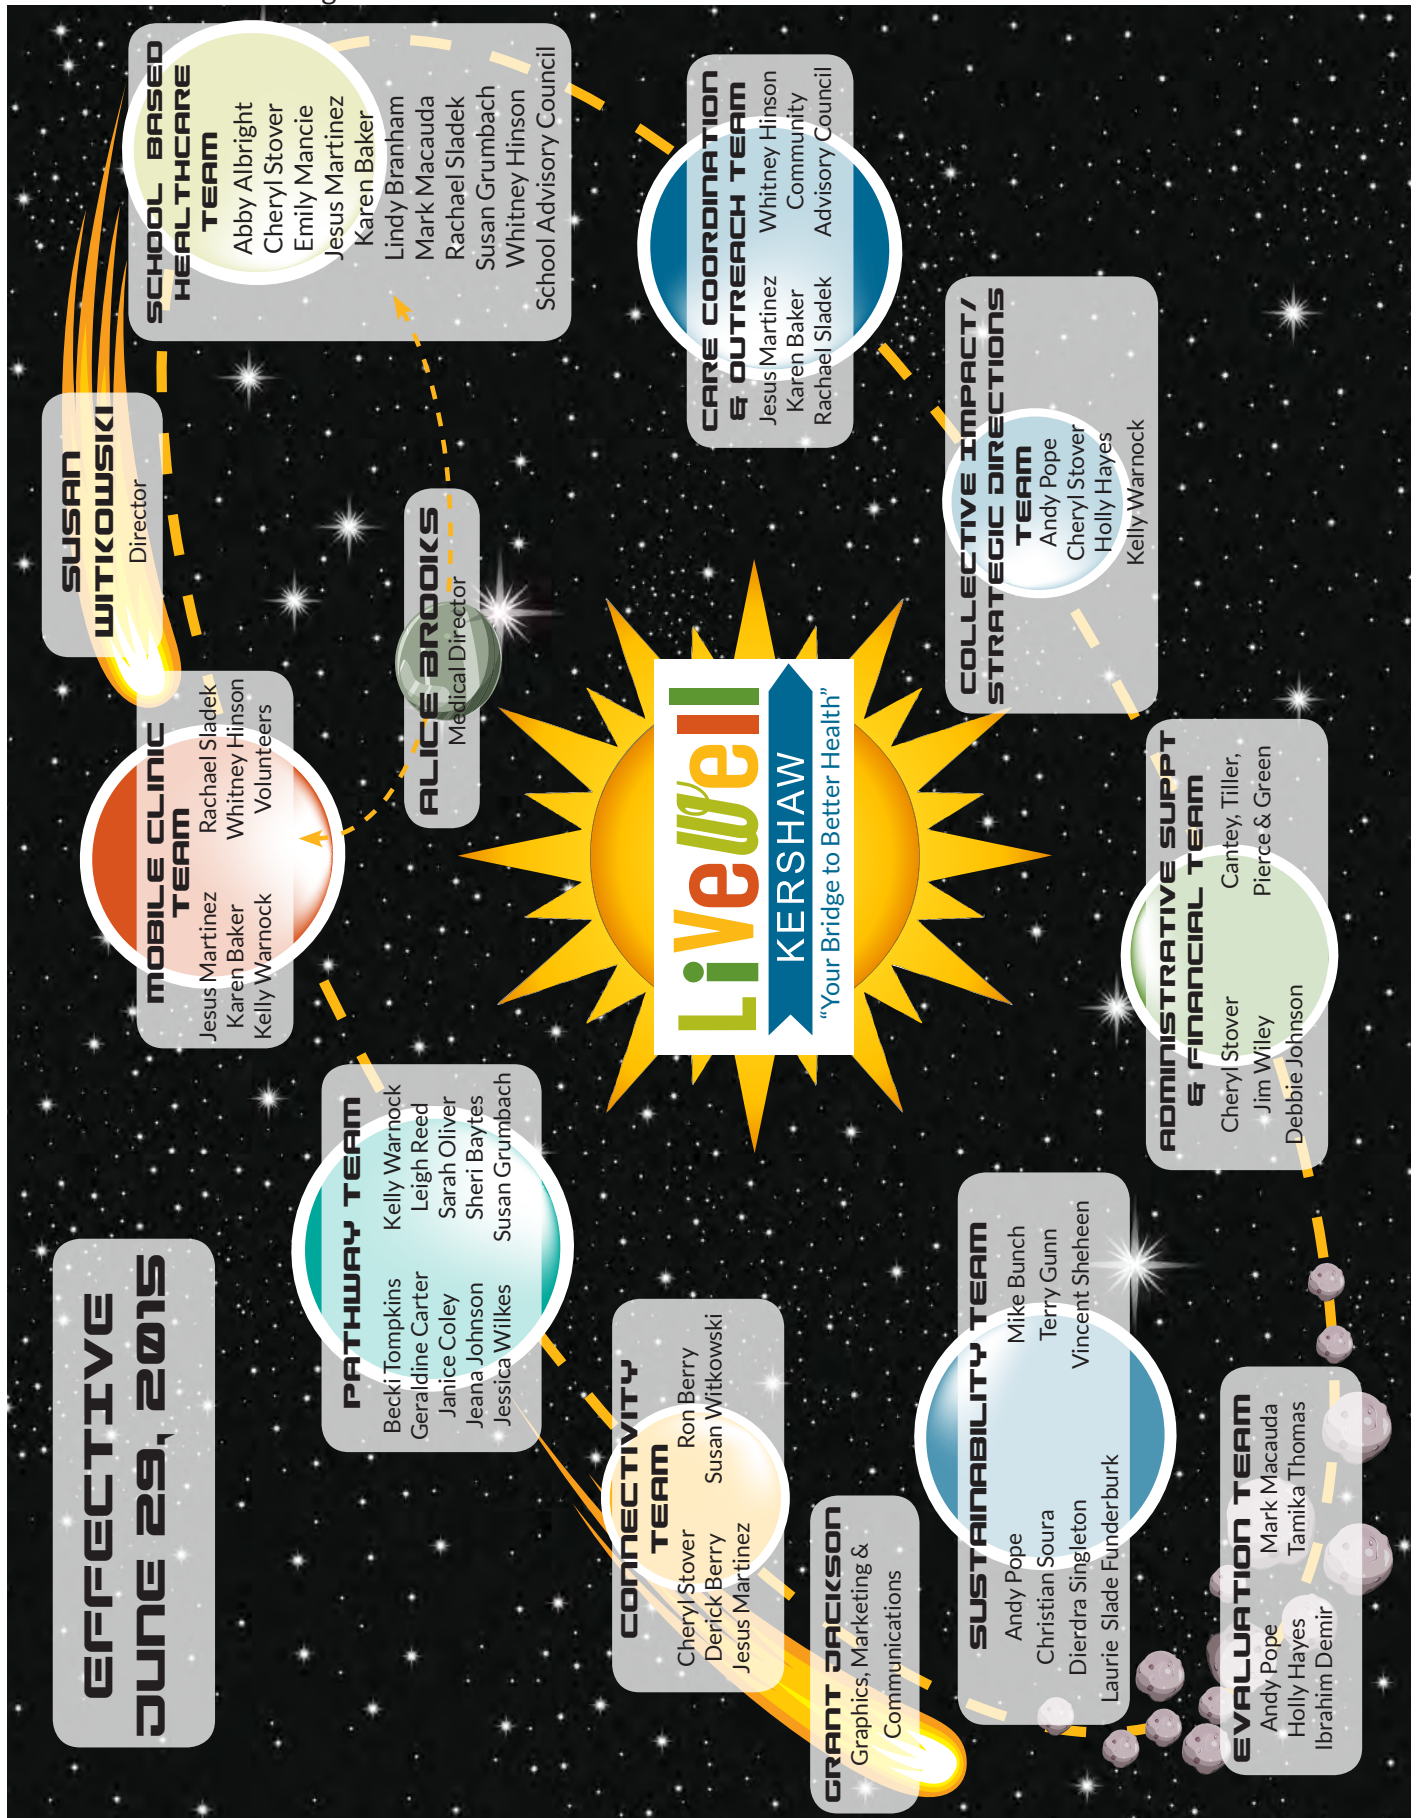 EFFECTIVE
JUNE 29, 2015
SUSAN
WITKOWSKI
Director
SCHOOL BASED
HEALTHCARE
TEAM
Abby Albright
Cheryl Stover
Emily Mancie
Jesus Martinez
Karen Baker
Lindy Branham
Mark Macauda
Rachael Sladek
Susan Grumbach
Whitney Hinson
School Advisory Council
MOBILE CLINIC
TEAM
Jesus Martinez
Karen Baker
Kelly Warnock
Rachael Sladek
Whitney Hinson
Volunteers
PATHWAY TEAM
Becki Tompkins
Geraldine Carter
Janice Coley
Jeana Johnson
Jessica Wilkes
Kelly Warnock
Leigh Reed
Sarah Oliver
Sheri Baytes
Susan Grumbach
ALICE BROOKS
Medical Director
CONNECTIVITY
TEAM
Cheryl Stover
Derick Berry
Jesus Martinez
Ron Berry
Susan Witkowski
LiVeWell
KERSHAW
“Your Bridge to Better Health”
CARE COORDINATION
& OUTREACH TEAM
Jesus Martinez
Karen Baker
Rachael Sladek
Whitney Hinson
Community
Advisory Council
GRANT JACKSON
Graphics, Marketing &
Communications
SUSTAINABILITY TEAM
Andy Pope
Christian Soura
Dierdra Singleton
Laurie Slade Funderburk
Mike Bunch
Terry Gunn
Vincent Sheheen
COLLECTIVE IMPACT/
STRATEGIC DIRECTIONS
TEAM
Andy Pope
Cheryl Stover
Holly Hayes
Kelly Warnock
ADMINISTRATIVE SUPPT
& FINANCIAL TEAM
Cheryl Stover
Jim Wiley
Debbie Johnson
Cantey, Tiller,
Pierce & Green
EVALUATION TEAM
Andy Pope
Holly Hayes
Ibrahim Demir
Mark Macauda
Tamika Thomas